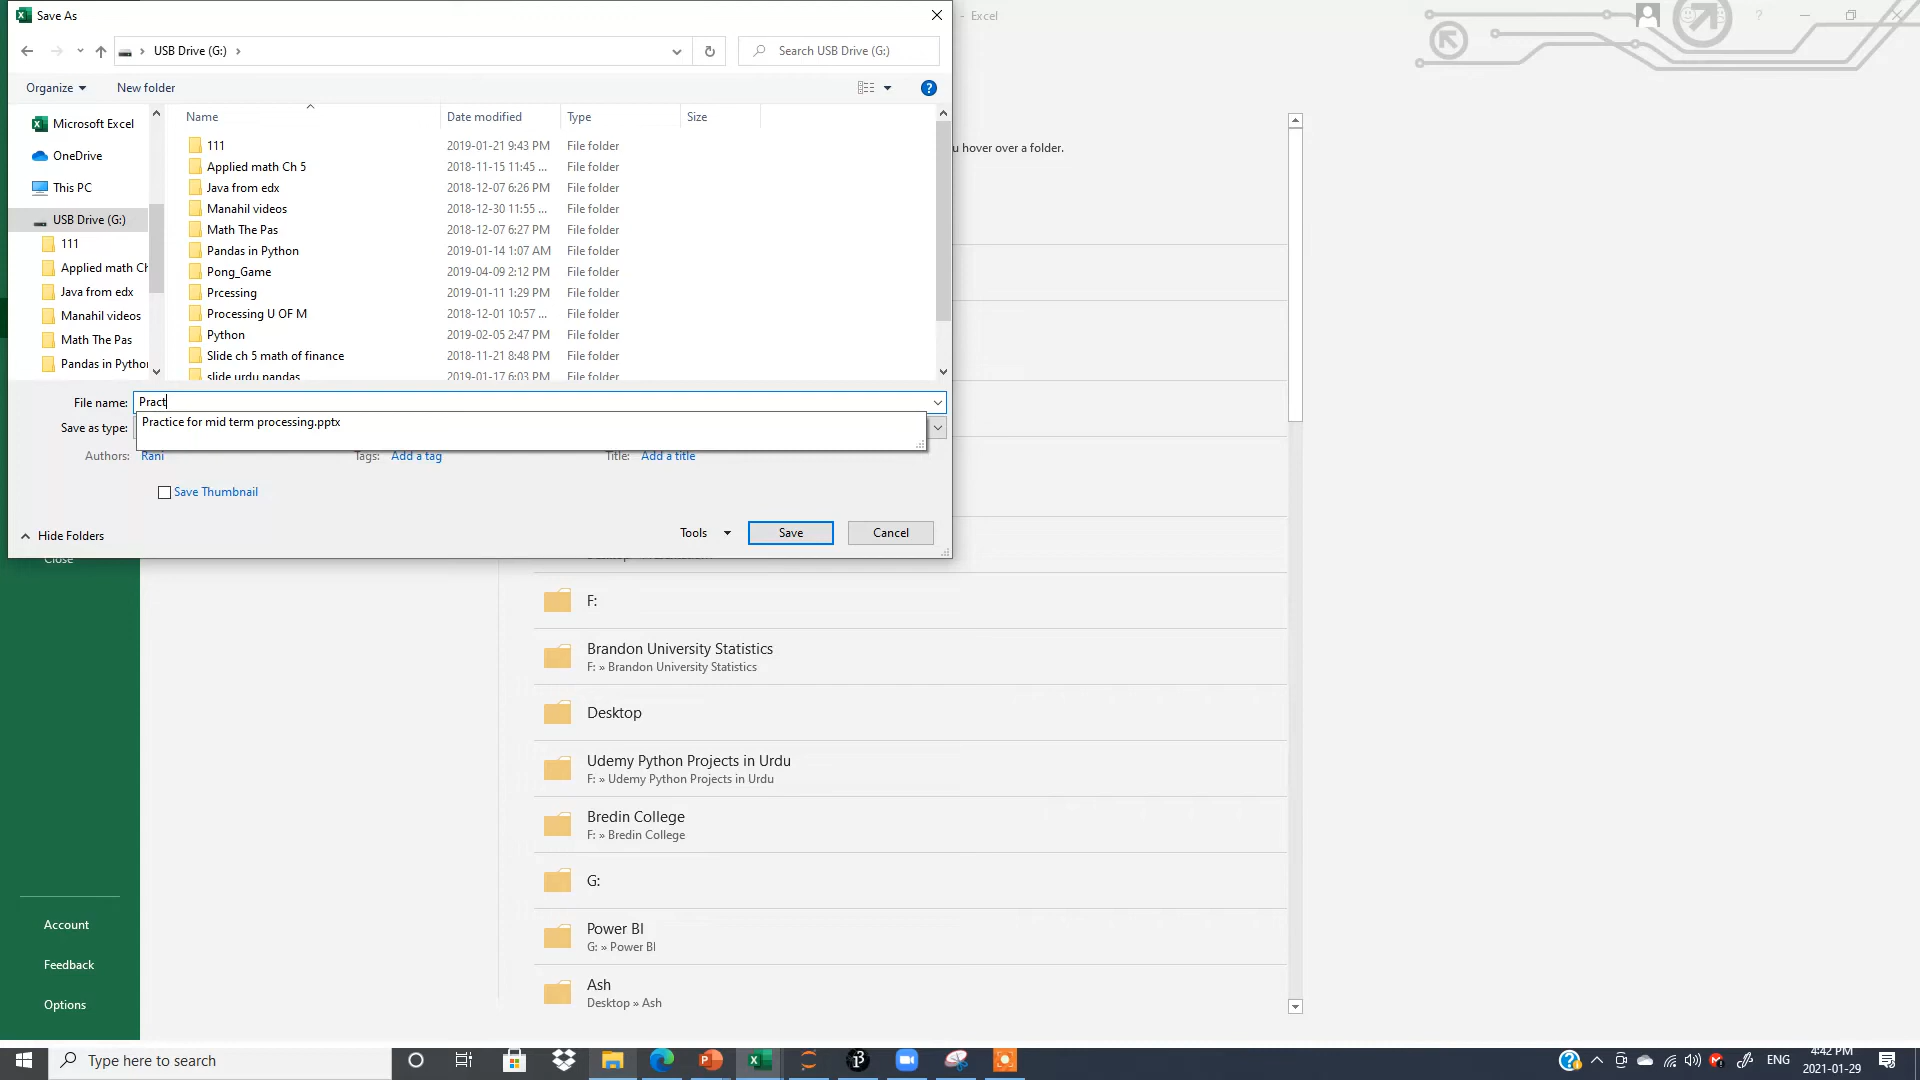 Save As
- Excel
USB Drive (G:)
Search USB Drive (G:)
Organize
New folder
Microsoft Excel
OneDrive
This PC
USB Drive (G:)
111
Applied math Ch
Java from edx
Manahil videos
Math The Pas
Pandas in Pytho
Name Date modified Type Size
111 2019-01-21 9:43 PM File folder
Applied math Ch 5 2018-11-15 11:45 ... File folder
Java from edx 2018-12-07 6:26 PM File folder
Manahil videos 2018-12-30 11:55 ... File folder
Math The Pas 2018-12-07 6:27 PM File folder
Pandas in Python 2019-01-14 1:07 AM File folder
Pong_Game 2019-04-09 2:12 PM File folder
Prcessing 2019-01-11 1:29 PM File folder
Processing U OF M 2018-12-01 10:57 ... File folder
Python 2019-02-05 2:47 PM File folder
Slide ch 5 math of finance 2018-11-21 8:48 PM File folder
slide urdu pandas 2019-01-17 6:03 PM File folder
u hover over a folder.
File name: Pract
Practice for mid term processing.pptx
Save as type:
Authors: Rani Tags: Add a tag Title: Add a title
Save Thumbnail
Hide Folders
Tools Save Cancel
Close
F:
Brandon University Statistics
F: » Brandon University Statistics
Desktop
Udemy Python Projects in Urdu
F: » Udemy Python Projects in Urdu
Bredin College
F: » Bredin College
G:
Power BI
G: » Power BI
Ash
Desktop » Ash
Account
Feedback
Options
Type here to search
ENG
4:42 PM
2021-01-29